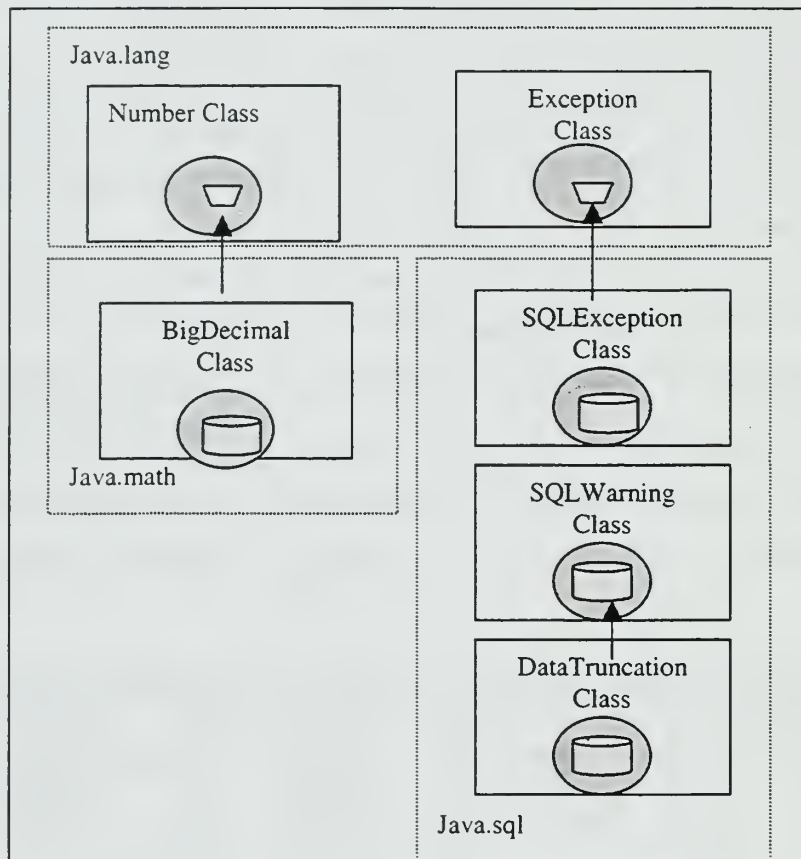 Java.lang
Number Class
Exception
Class
BigDecimal
Class
Java.math
SQLException
Class
SQLWarning
Class
DataTruncation
Class
Java.sql